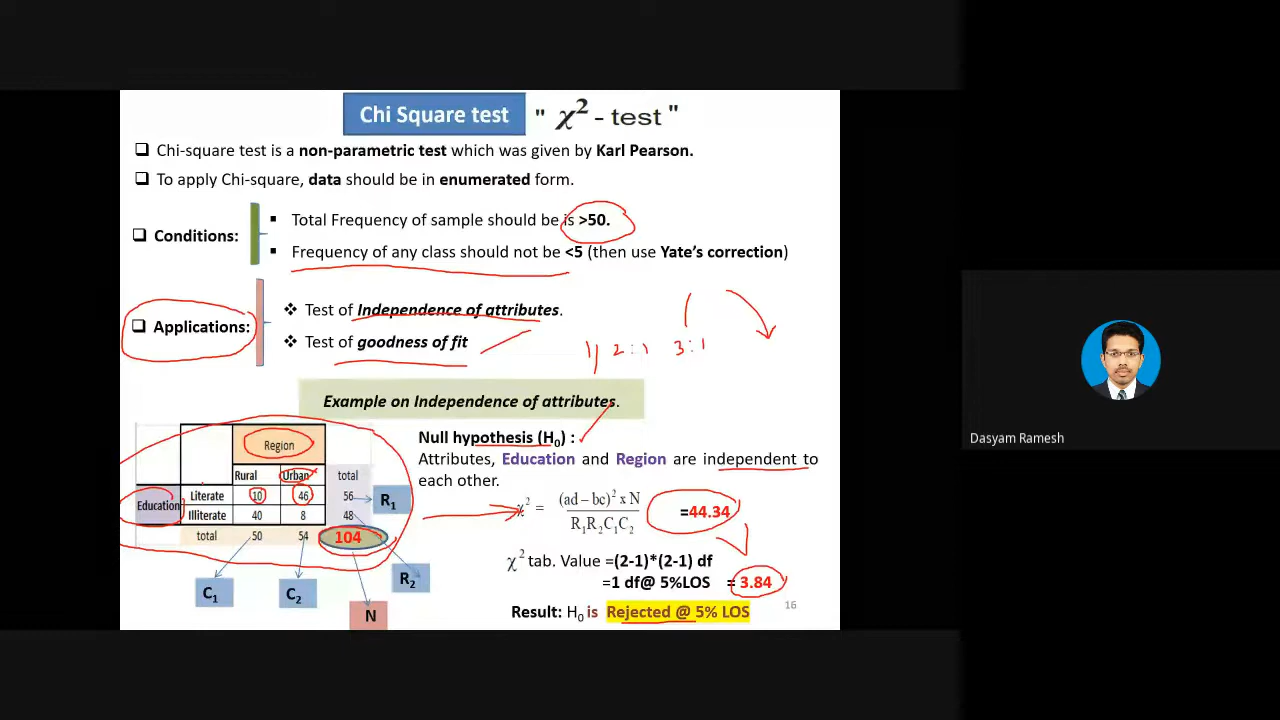 Chi Square test " χ² - test "
❑ Chi-square test is a non-parametric test which was given by Karl Pearson.
❑ To apply Chi-square, data should be in enumerated form.
❑ Conditions:
▪ Total Frequency of sample should be is >50.
▪ Frequency of any class should not be <5 (then use Yate's correction)
❑ Applications:
❖ Test of Independence of attributes.
❖ Test of goodness of fit
2:1 3:1
Example on Independence of attributes.
Region
Rural Urban total
Education
Literate 10 46 56 R1
Illiterate 40 8 48
total 50 54 104
C1 C2 R2
N
Null hypothesis (H0) :
Attributes, Education and Region are independent to
each other.
χ² = (ad – bc)² x N =44.34
R1R2C1C2
χ² tab. Value =(2-1)*(2-1) df
=1 df@ 5%LOS = 3.84
Result: H0 is Rejected @ 5% LOS
16
Dasyam Ramesh